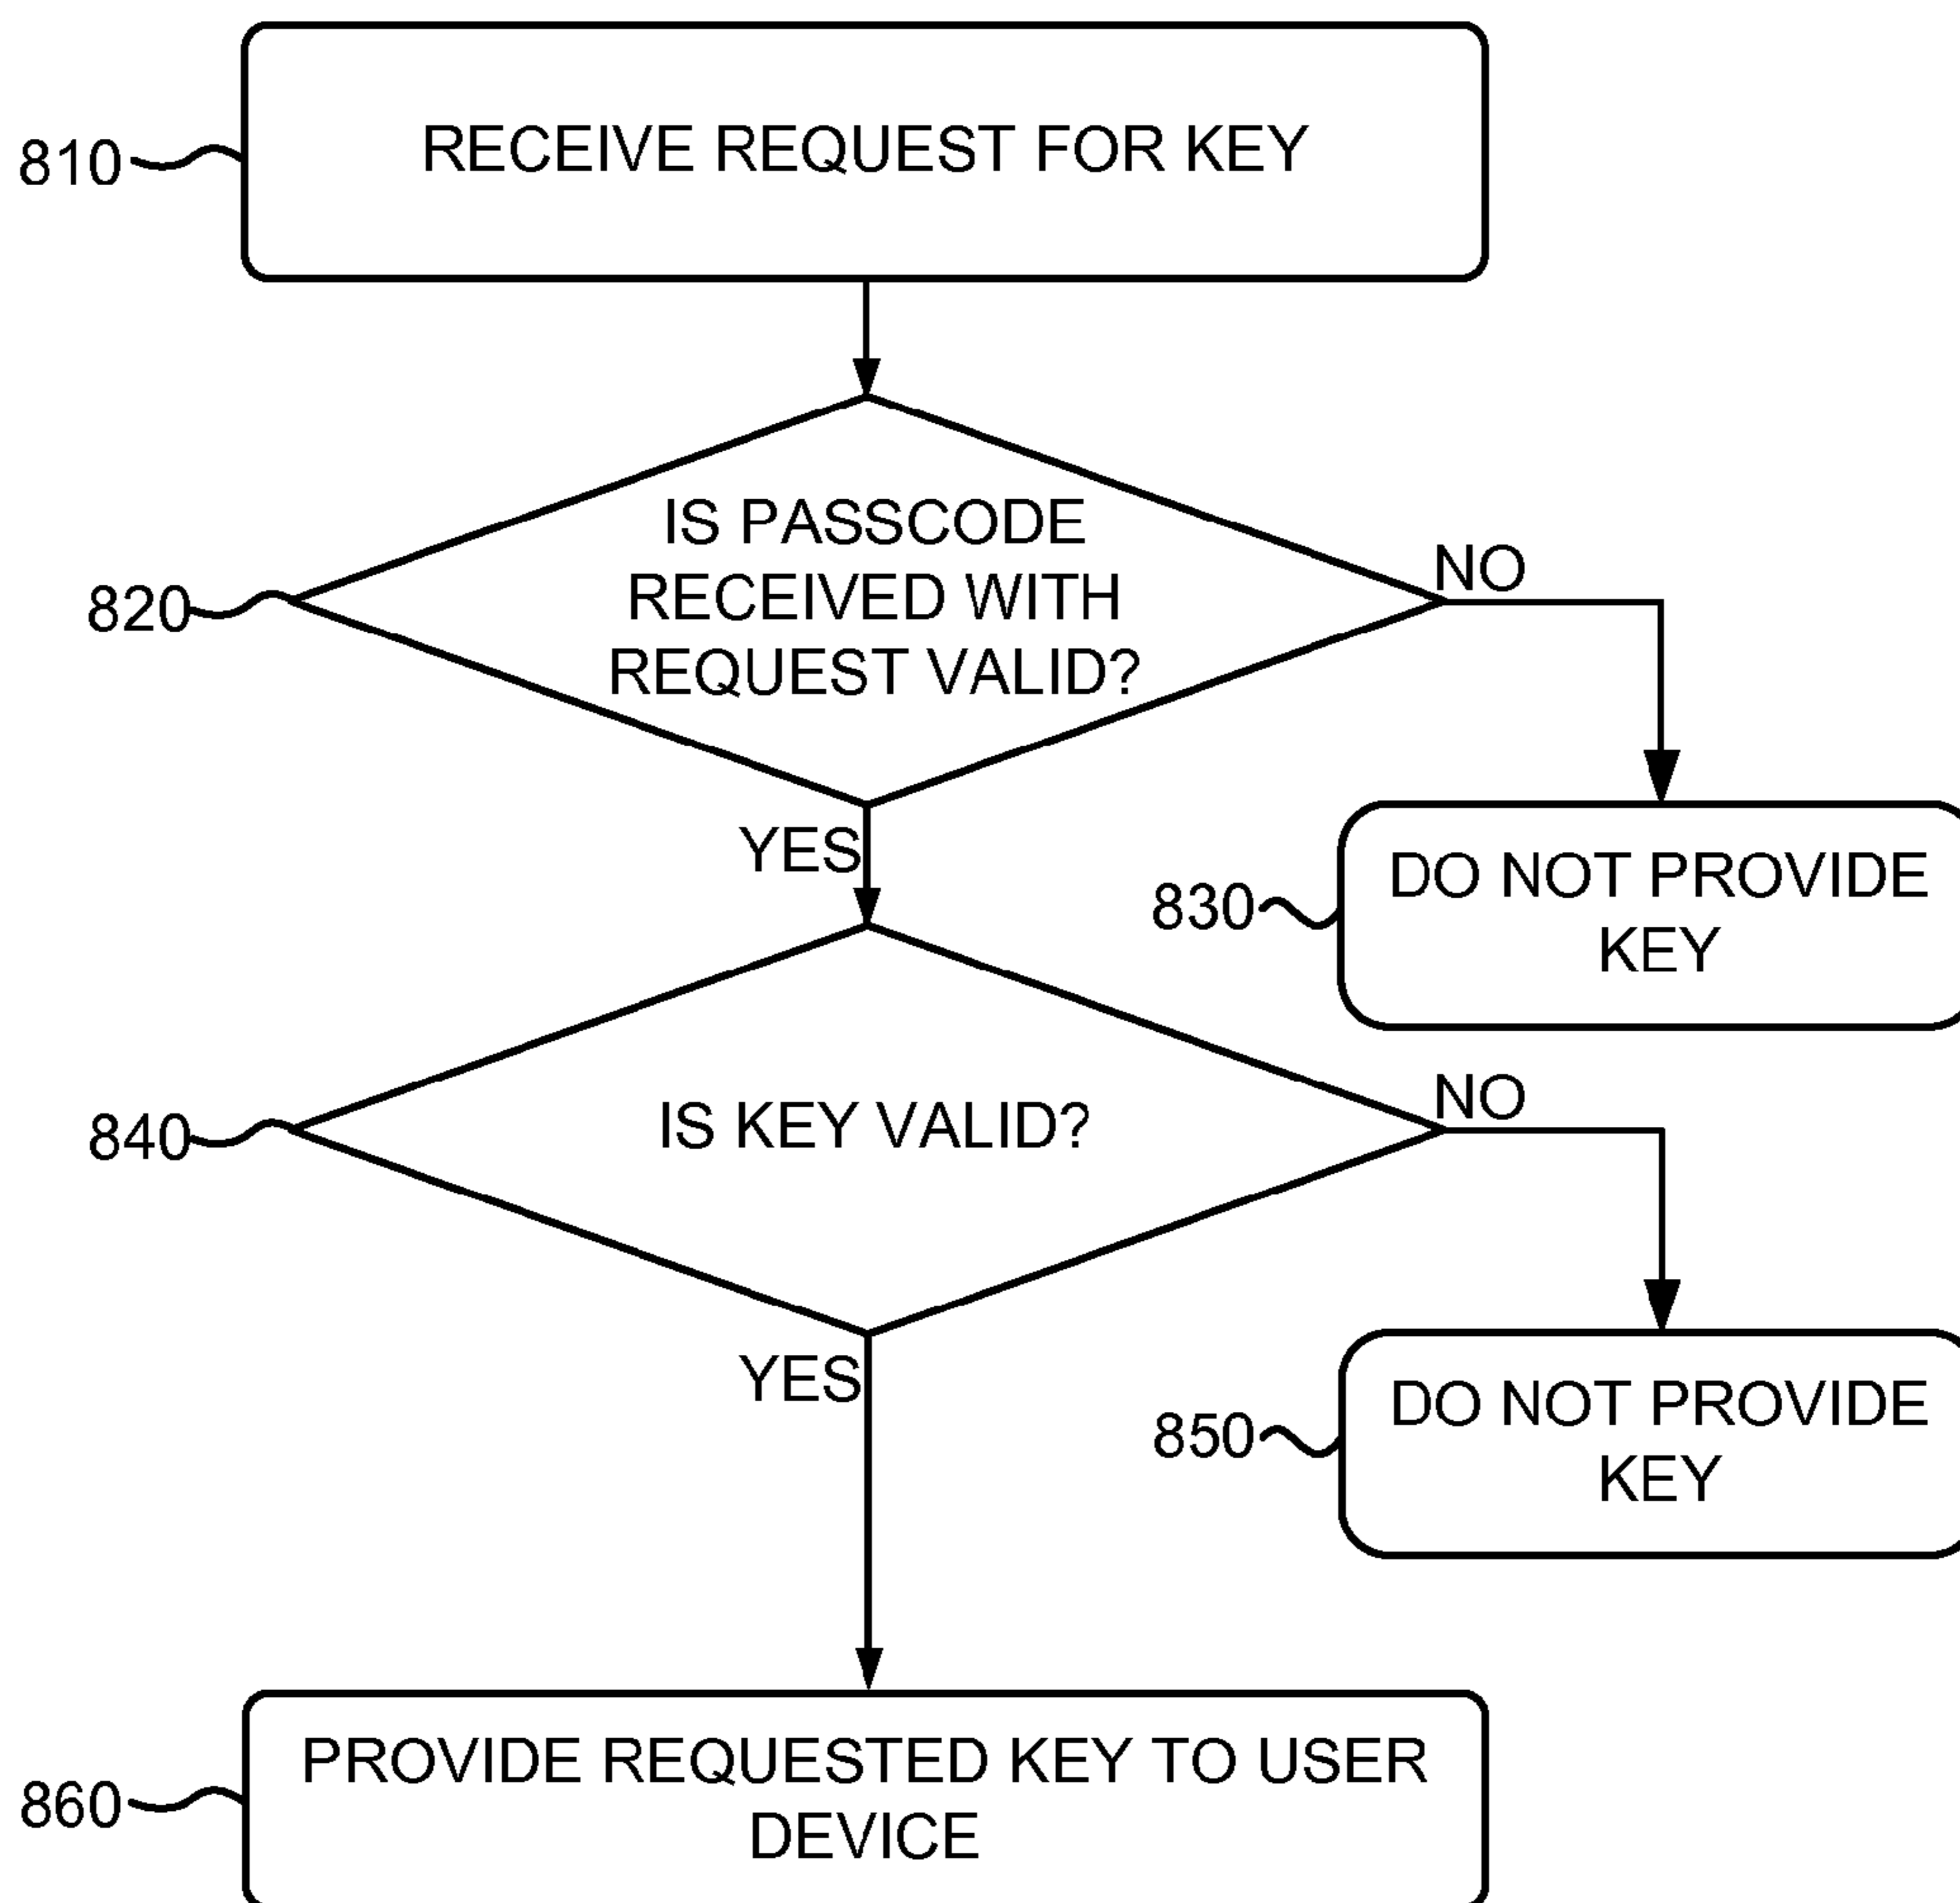 810
RECEIVE REQUEST FOR KEY
820
IS PASSCODE
RECEIVED WITH
REQUEST VALID?
NO
YES
830
DO NOT PROVIDE
KEY
840
IS KEY VALID?
NO
YES
850
DO NOT PROVIDE
KEY
860
PROVIDE REQUESTED KEY TO USER
DEVICE